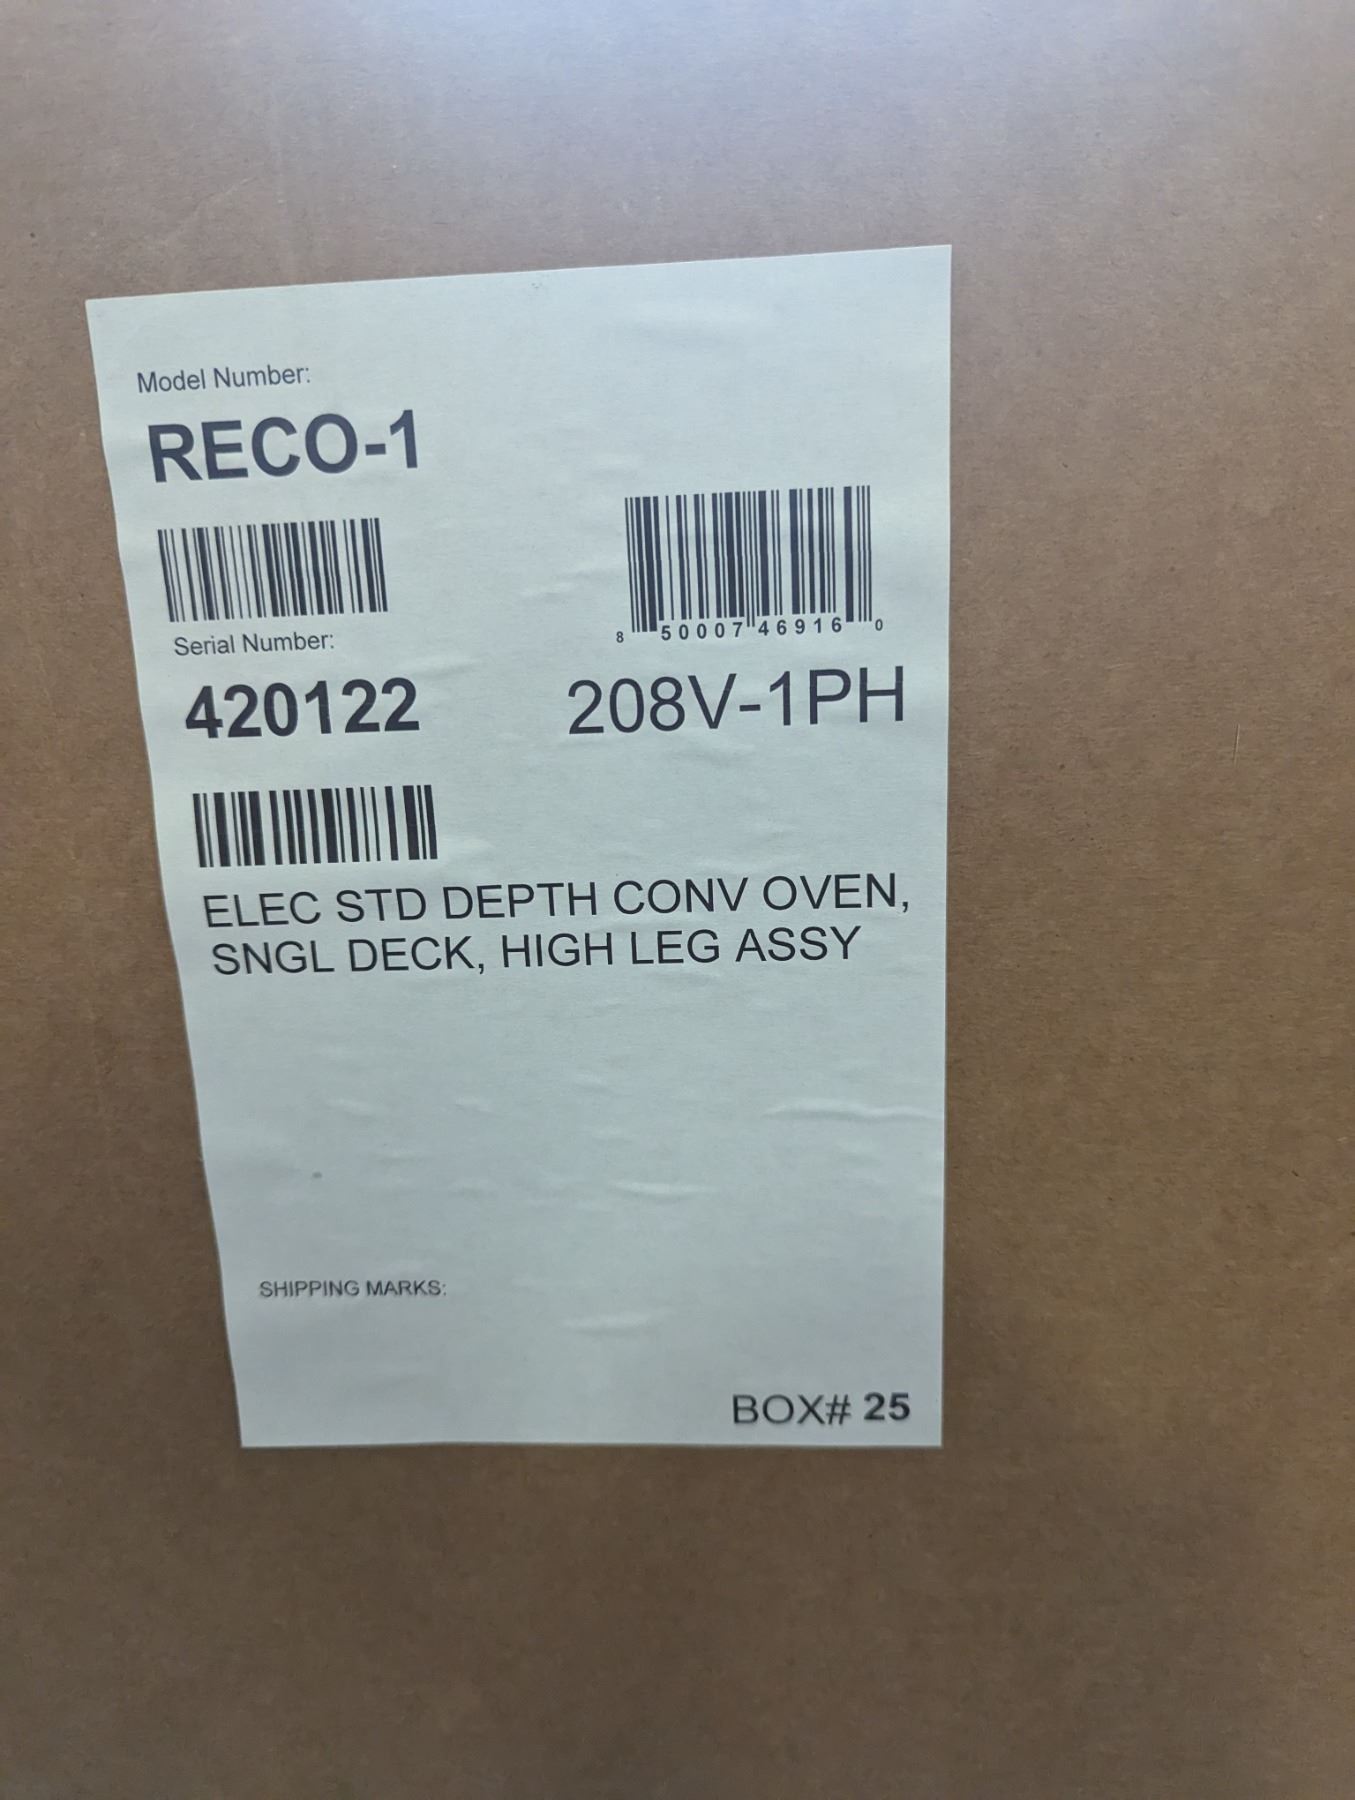 Model Number:
RECO-1
8 50007 46916 0
Serial Number:
420122
208V-1PH
ELEC STD DEPTH CONV OVEN,
SNGL DECK, HIGH LEG ASSY
SHIPPING MARKS:
BOX# 25